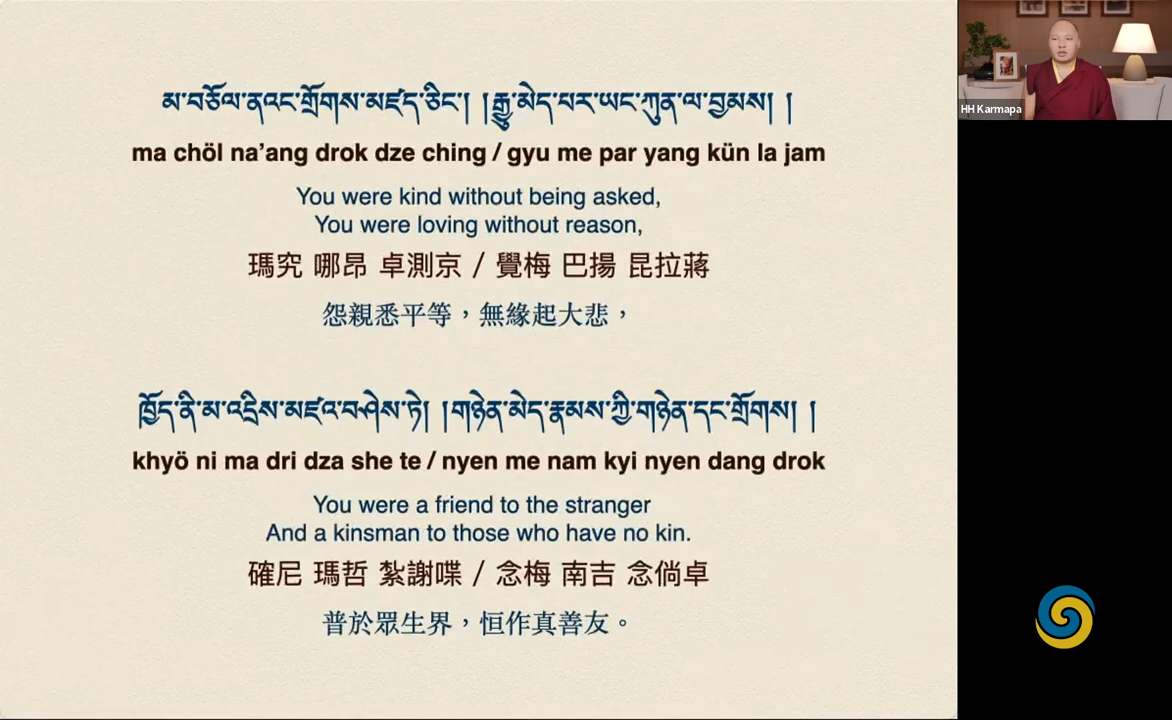 མ་བཅོལ་ན་འང་གྲོགས་མཛད་ཅིང་། །རྒྱུ་མེད་པར་ཡང་ཀུན་ལ་བྱམས། །
ma chöl na’ang drok dze ching / gyu me par yang kün la jam
You were kind without being asked,
You were loving without reason,
瑪究 哪昂 卓測京 / 覺梅 巴揚 昆拉蔣
怨親悉平等，無緣起大悲，
ཁྱོད་ནི་མ་འདྲིས་མཛའ་བཤེས་ཏེ། །གཉེན་མེད་རྣམས་ཀྱི་གཉེན་དང་གྲོགས། །
khyö ni ma dri dza she te / nyen me nam kyi nyen dang drok
You were a friend to the stranger
And a kinsman to those who have no kin.
確尼 瑪哲 紮謝喋 / 念梅 南吉 念倘卓
普於眾生界，恒作真善友。
HH Karmapa